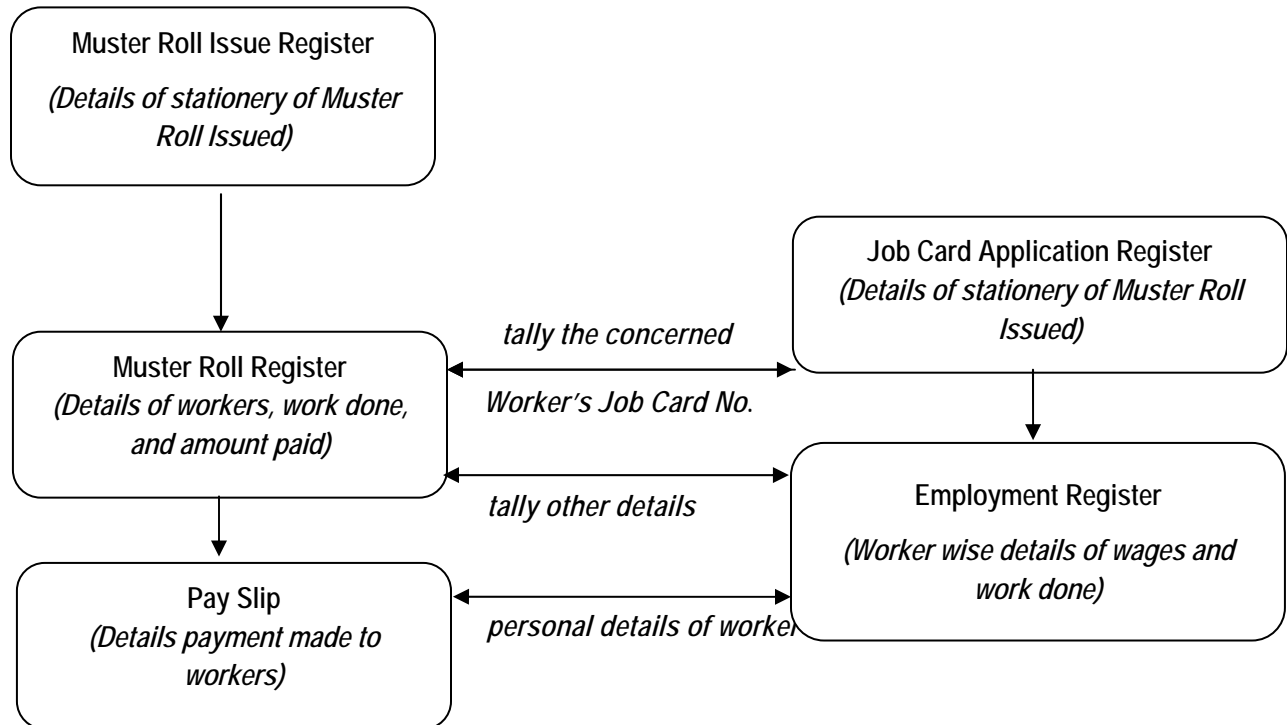 Muster Roll Issue Register
(Details of stationery of Muster
Roll Issued)
Job Card Application Register
(Details of stationery of Muster Roll
Issued)
tally the concerned
Worker's Job Card No.
Muster Roll Register
(Details of workers, work done,
and amount paid)
tally other details
Employment Register
(Worker wise details of wages and
work done)
Pay Slip
(Details payment made to
workers)
personal details of worker